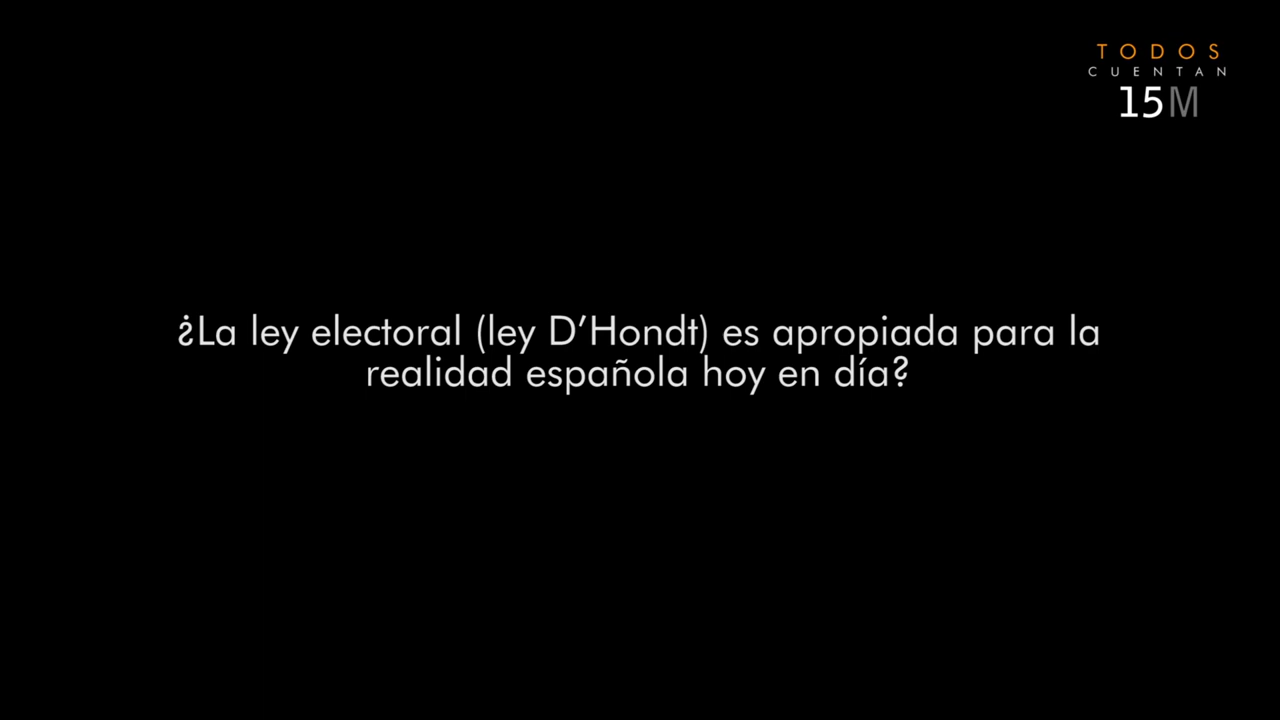 TODOS
CUENTAN
15M
¿La ley electoral (ley D’Hondt) es apropiada para la
realidad española hoy en día?